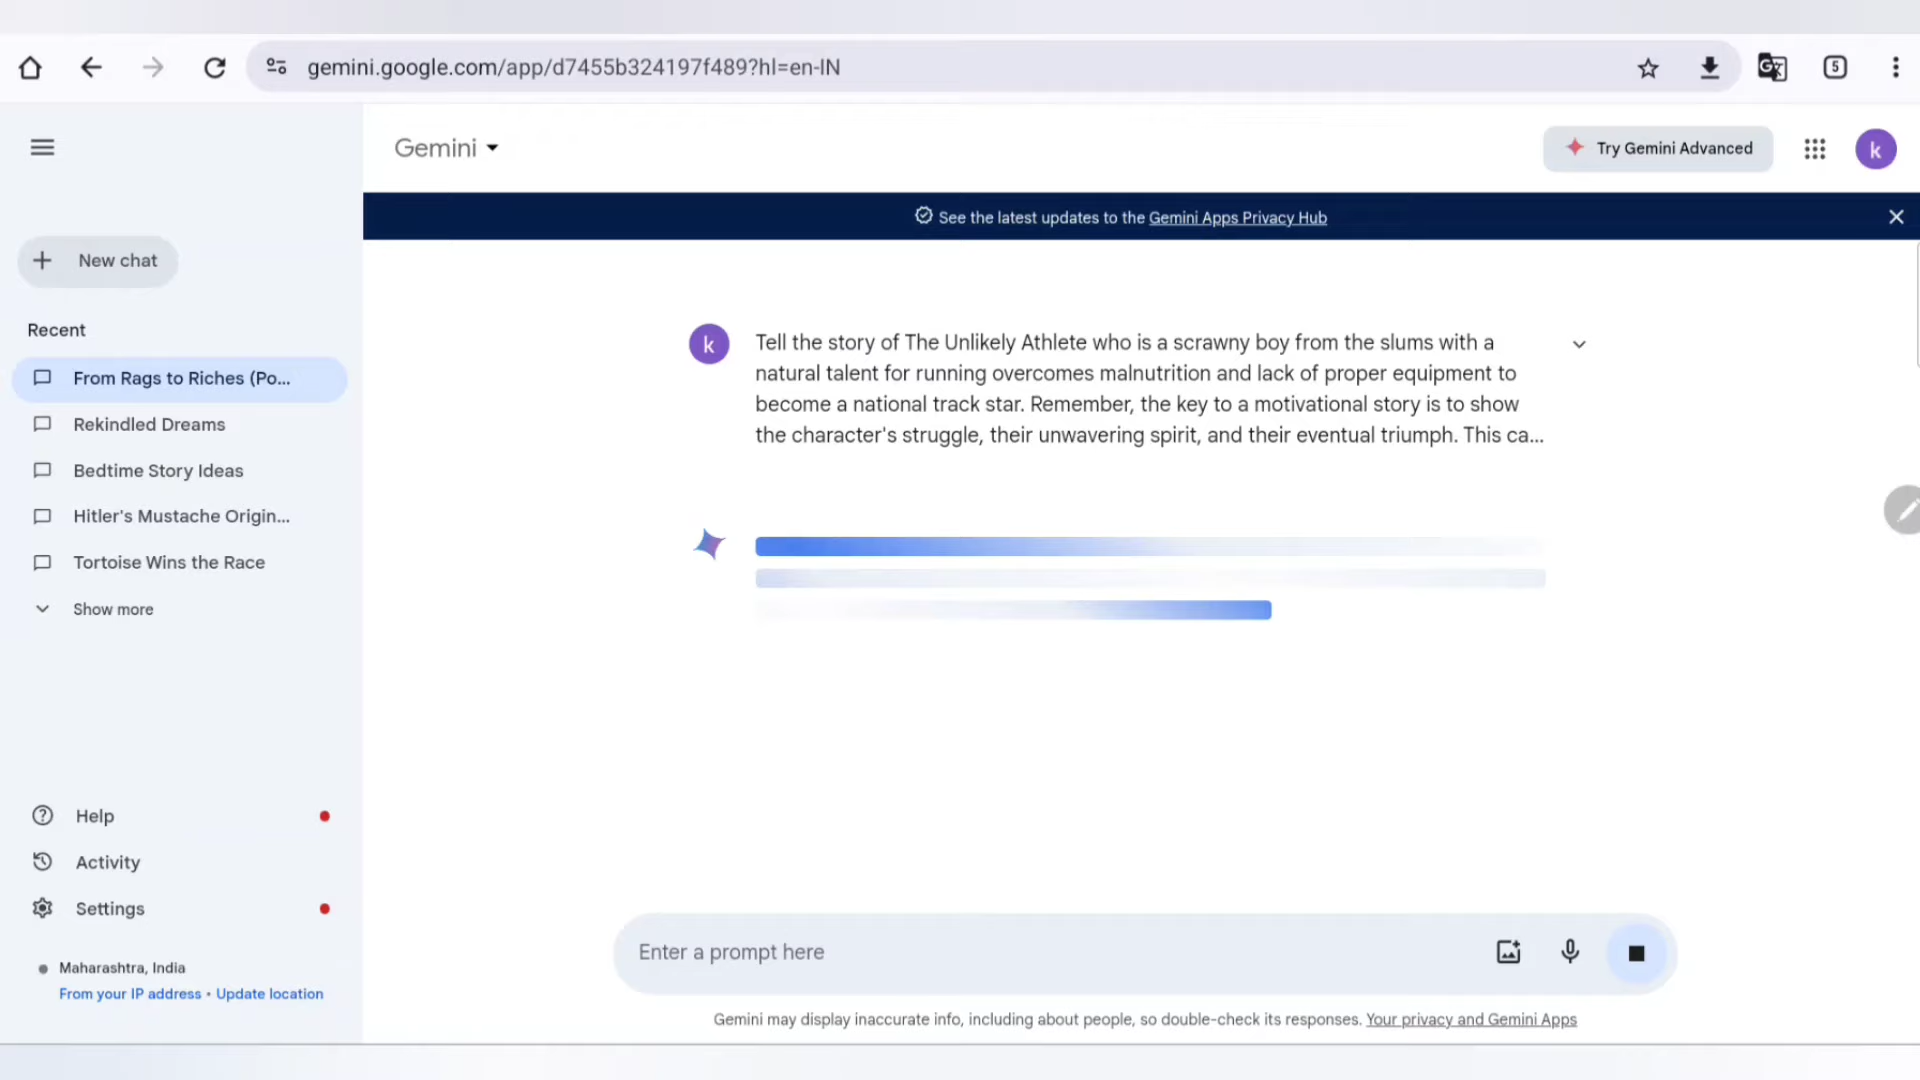 gemini.google.com/app/d7455b324197f489?hl=en-IN
5
Gemini
Try Gemini Advanced
k
See the latest updates to the Gemini Apps Privacy Hub
New chat
Recent
From Rags to Riches (Po...
Rekindled Dreams
Bedtime Story Ideas
Hitler's Mustache Origin...
Tortoise Wins the Race
Show more
k
Tell the story of The Unlikely Athlete who is a scrawny boy from the slums with a
natural talent for running overcomes malnutrition and lack of proper equipment to
become a national track star. Remember, the key to a motivational story is to show
the character's struggle, their unwavering spirit, and their eventual triumph. This ca...
Help
Activity
Settings
Maharashtra, India
From your IP address • Update location
Enter a prompt here
Gemini may display inaccurate info, including about people, so double-check its responses. Your privacy and Gemini Apps